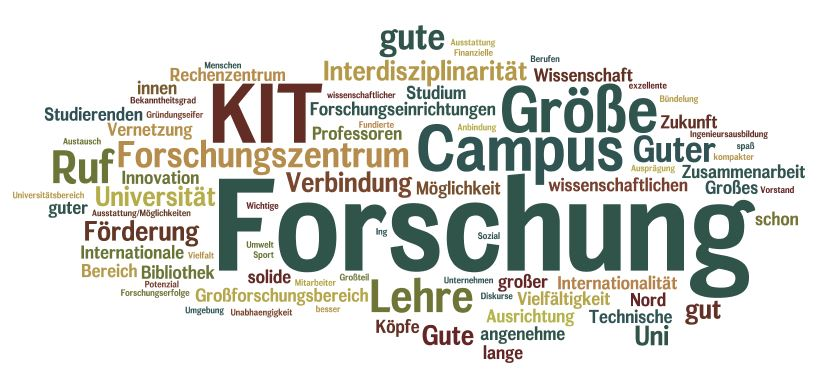 gute
Ausstattung
Finanzielle
Menschen
Rechenzentrum
Interdisziplinarität
Berufen
Wissenschaft
innen
Bekanntheitsgrad
KIT
wissenschaftlicher
Studium
exzellente
Bündelung
Studierenden
Gründungseifer
Forschungseinrichtungen
Größe
Zukunft
Vernetzung
Fundierte
Professoren
Anbindung
Ingenieursausbildung
Austausch
Ruf
Forschungszentrum
Campus
Guter
spaß
kompakter
Innovation
Verbindung
Möglichkeit
wissenschaftlichen
Ausprägung
Zusammenarbeit
Universitätsbereich
Universität
Großes
Vorstand
guter
Ausstattung/Möglichkeiten
Wichtige
Forschung
schon
Förderung
Ing
Sozial
Internationale
Vielfalt
Umwelt
Sport
Bereich
Bibliothek
solide
Großteil
Mitarbeiter
Unternehmen
großer
Internationalität
Potenzial
Forschungserfolge
Großforschungsbereich
Lehre
Diskurse
Vielfältigkeit
Nord
gut
Umgebung
Unabhaengigkeit
besser
Ausrichtung
Technische
Köpfe
Gute
angenehme
Uni
lange